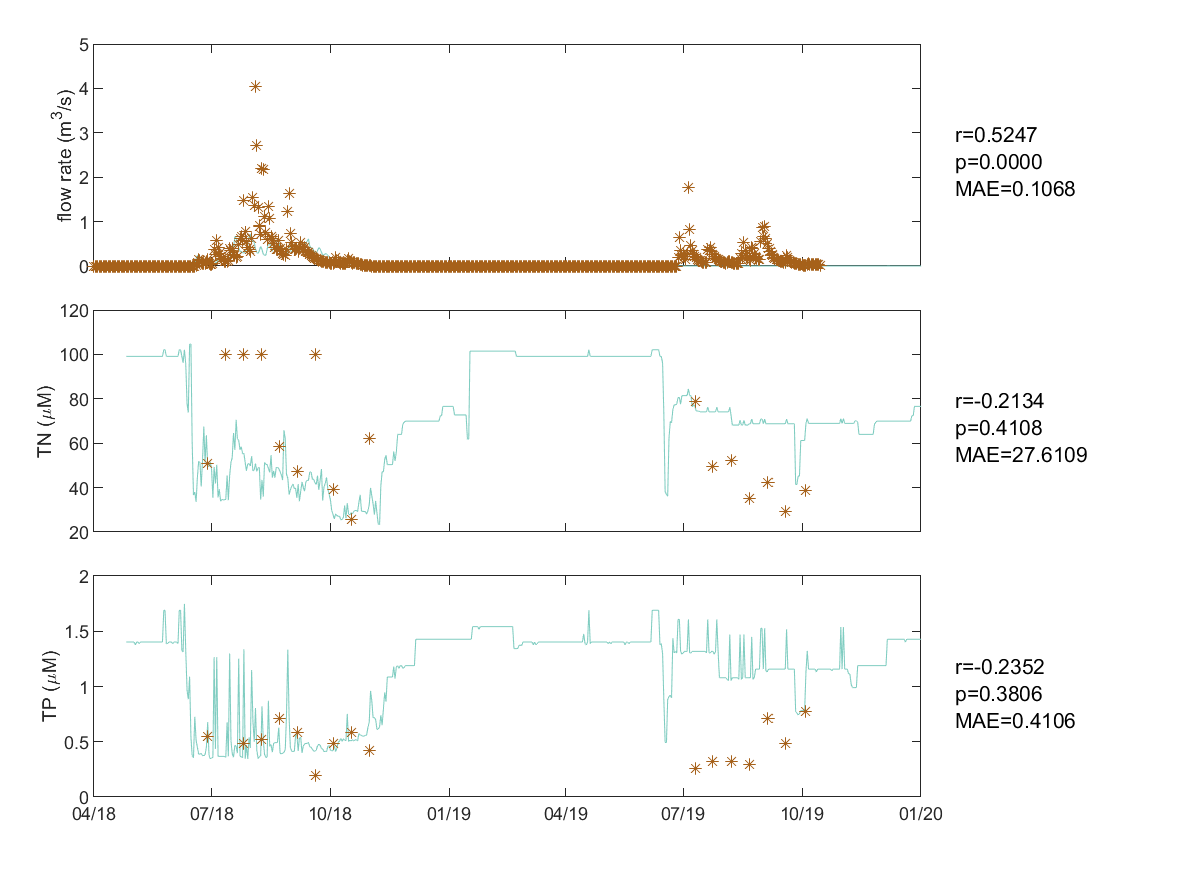 5
4
3
2
1
0
flow rate (m³/s)
r=0.5247
p=0.0000
MAE=0.1068
120
100
80
60
40
20
TN (μM)
r=-0.2134
p=0.4108
MAE=27.6109
2
1.5
1
0.5
0
TP (μM)
r=-0.2352
p=0.3806
MAE=0.4106
04/18 07/18 10/18 01/19 04/19 07/19 10/19 01/20